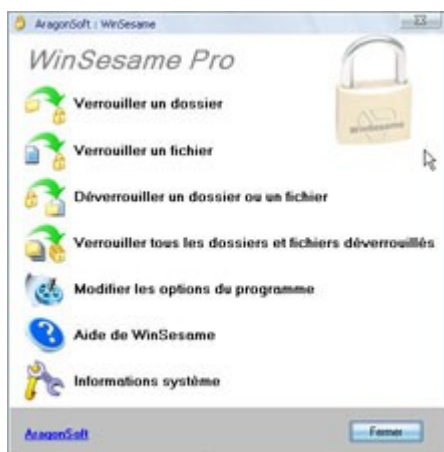 AragonSoft : WinSesame
WinSesame Pro
WinSesame
Verrouiller un dossier
Verrouiller un fichier
Déverrouiller un dossier ou un fichier
Verrouiller tous les dossiers et fichiers déverrouillés
Modifier les options du programme
Aide de WinSesame
Informations système
AragonSoft
Fermer